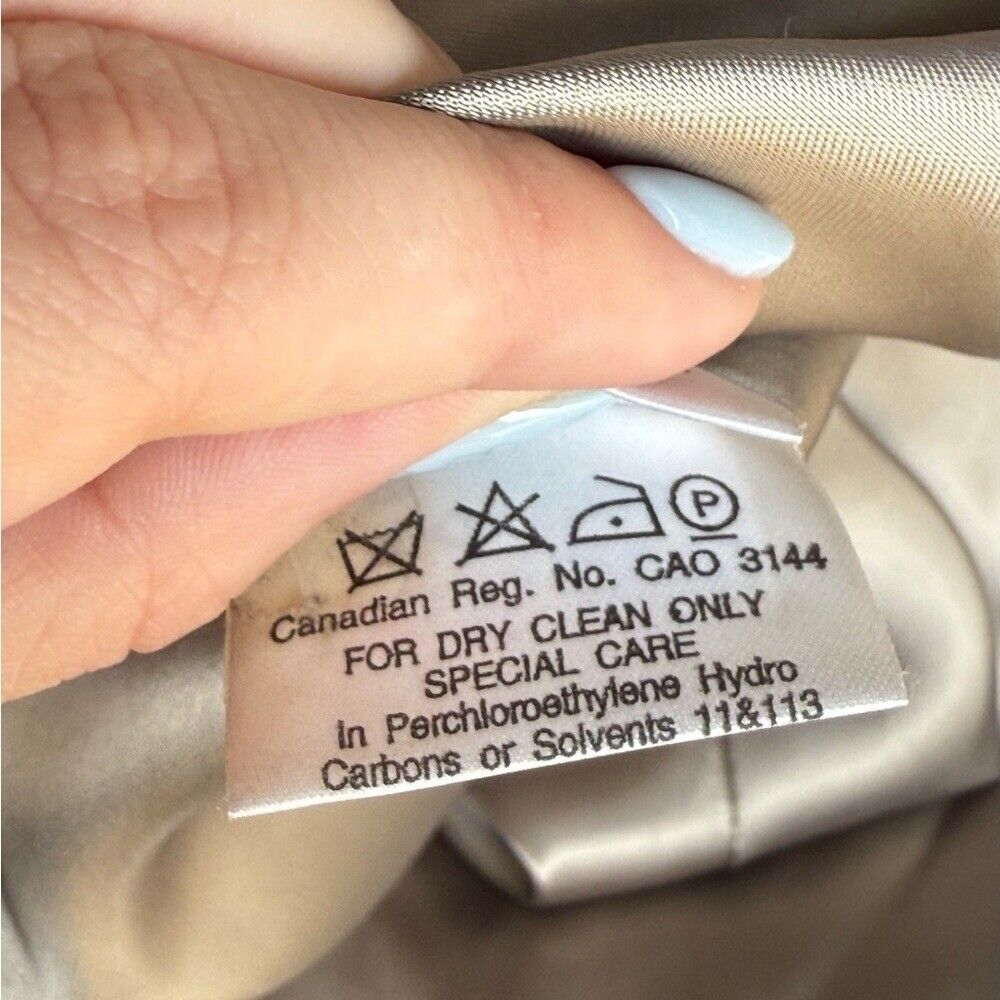 P
Canadian Reg. No. CAO 3144
FOR DRY CLEAN ONLY
SPECIAL CARE
In Perchloroethylene Hydro
Carbons or Solvents 11&113